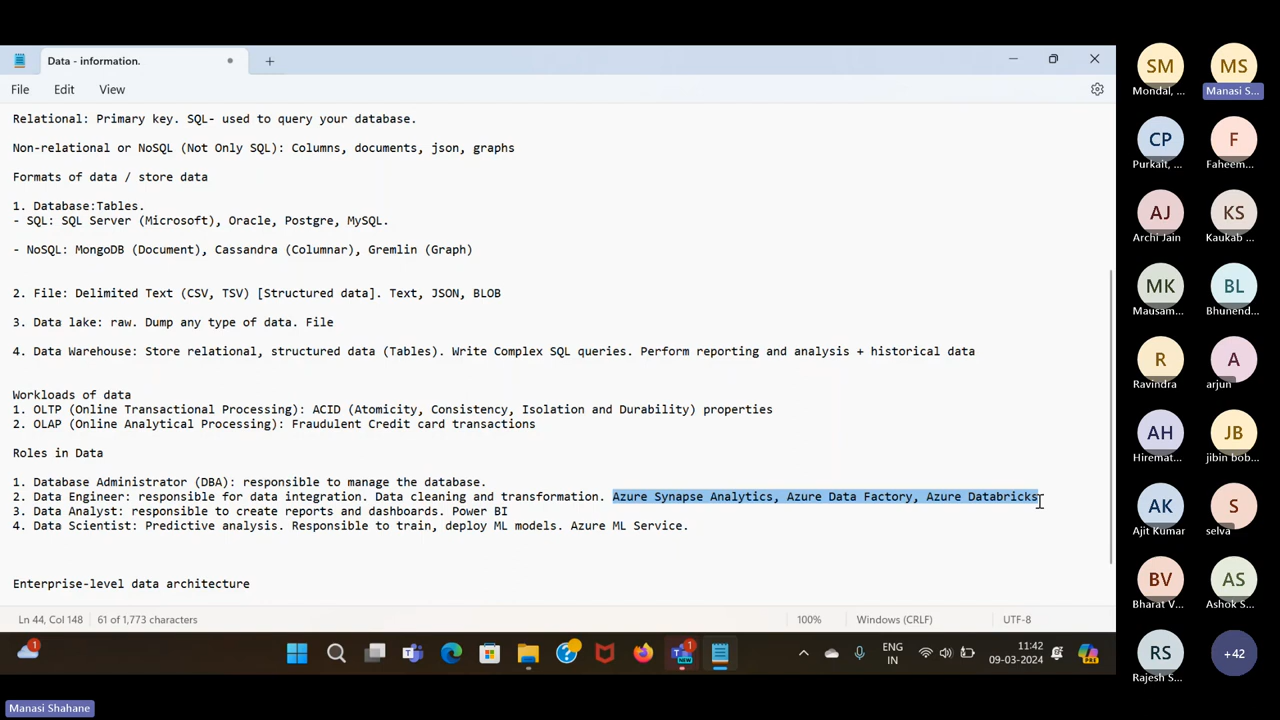 Data - information.
File Edit View
Relational: Primary key. SQL- used to query your database.
Non-relational or NoSQL (Not Only SQL): Columns, documents, json, graphs
Formats of data / store data
1. Database:Tables.
- SQL: SQL Server (Microsoft), Oracle, Postgre, MySQL.
- NoSQL: MongoDB (Document), Cassandra (Columnar), Gremlin (Graph)
2. File: Delimited Text (CSV, TSV) [Structured data]. Text, JSON, BLOB
3. Data lake: raw. Dump any type of data. File
4. Data Warehouse: Store relational, structured data (Tables). Write Complex SQL queries. Perform reporting and analysis + historical data
Workloads of data
1. OLTP (Online Transactional Processing): ACID (Atomicity, Consistency, Isolation and Durability) properties
2. OLAP (Online Analytical Processing): Fraudulent Credit card transactions
Roles in Data
1. Database Administrator (DBA): responsible to manage the database.
2. Data Engineer: responsible for data integration. Data cleaning and transformation. Azure Synapse Analytics, Azure Data Factory, Azure Databricks
3. Data Analyst: responsible to create reports and dashboards. Power BI
4. Data Scientist: Predictive analysis. Responsible to train, deploy ML models. Azure ML Service.
Enterprise-level data architecture
Ln 44, Col 148 61 of 1,773 characters 100% Windows (CRLF) UTF-8
1
1
NEW
ENG
IN
11:42
09-03-2024
PRE
Manasi Shahane
SM MS
Mondal, ... Manasi S...
CP F
Purkait, ... Faheem...
AJ KS
Archi Jain Kaukab ...
MK BL
Mausam... Bhunend...
R A
Ravindra arjun
AH JB
Hiremat... jibin bob...
AK S
Ajit Kumar selva
BV AS
Bharat V... Ashok S...
RS +42
Rajesh S...